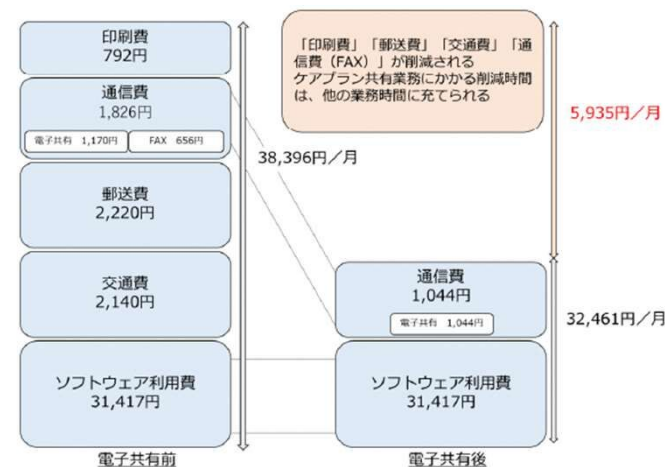 印刷費
792円
通信費
1,826円
電子共有 1,170円
FAX 656円
郵送費
2,220円
交通費
2,140円
ソフトウェア利用費
31,417円
電子共有前
38,396円／月
「印刷費」「郵送費」「交通費」「通
信費（FAX）」が削減される
ケアプラン共有業務にかかる削減時間
は、他の業務時間に充てられる
5,935円／月
通信費
1,044円
電子共有 1,044円
ソフトウェア利用費
31,417円
電子共有後
32,461円／月